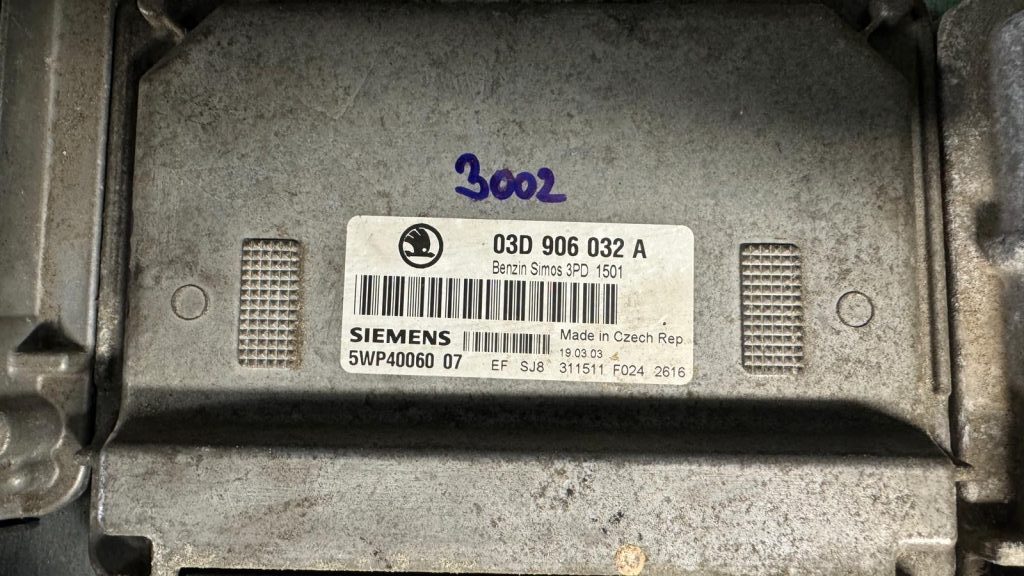 3002
03D 906 032 A
Benzin Simos 3PD 1501
SIEMENS
Made in Czech Rep
5WP40060 07
19.03.03
EF SJ8 311511 F024 2616